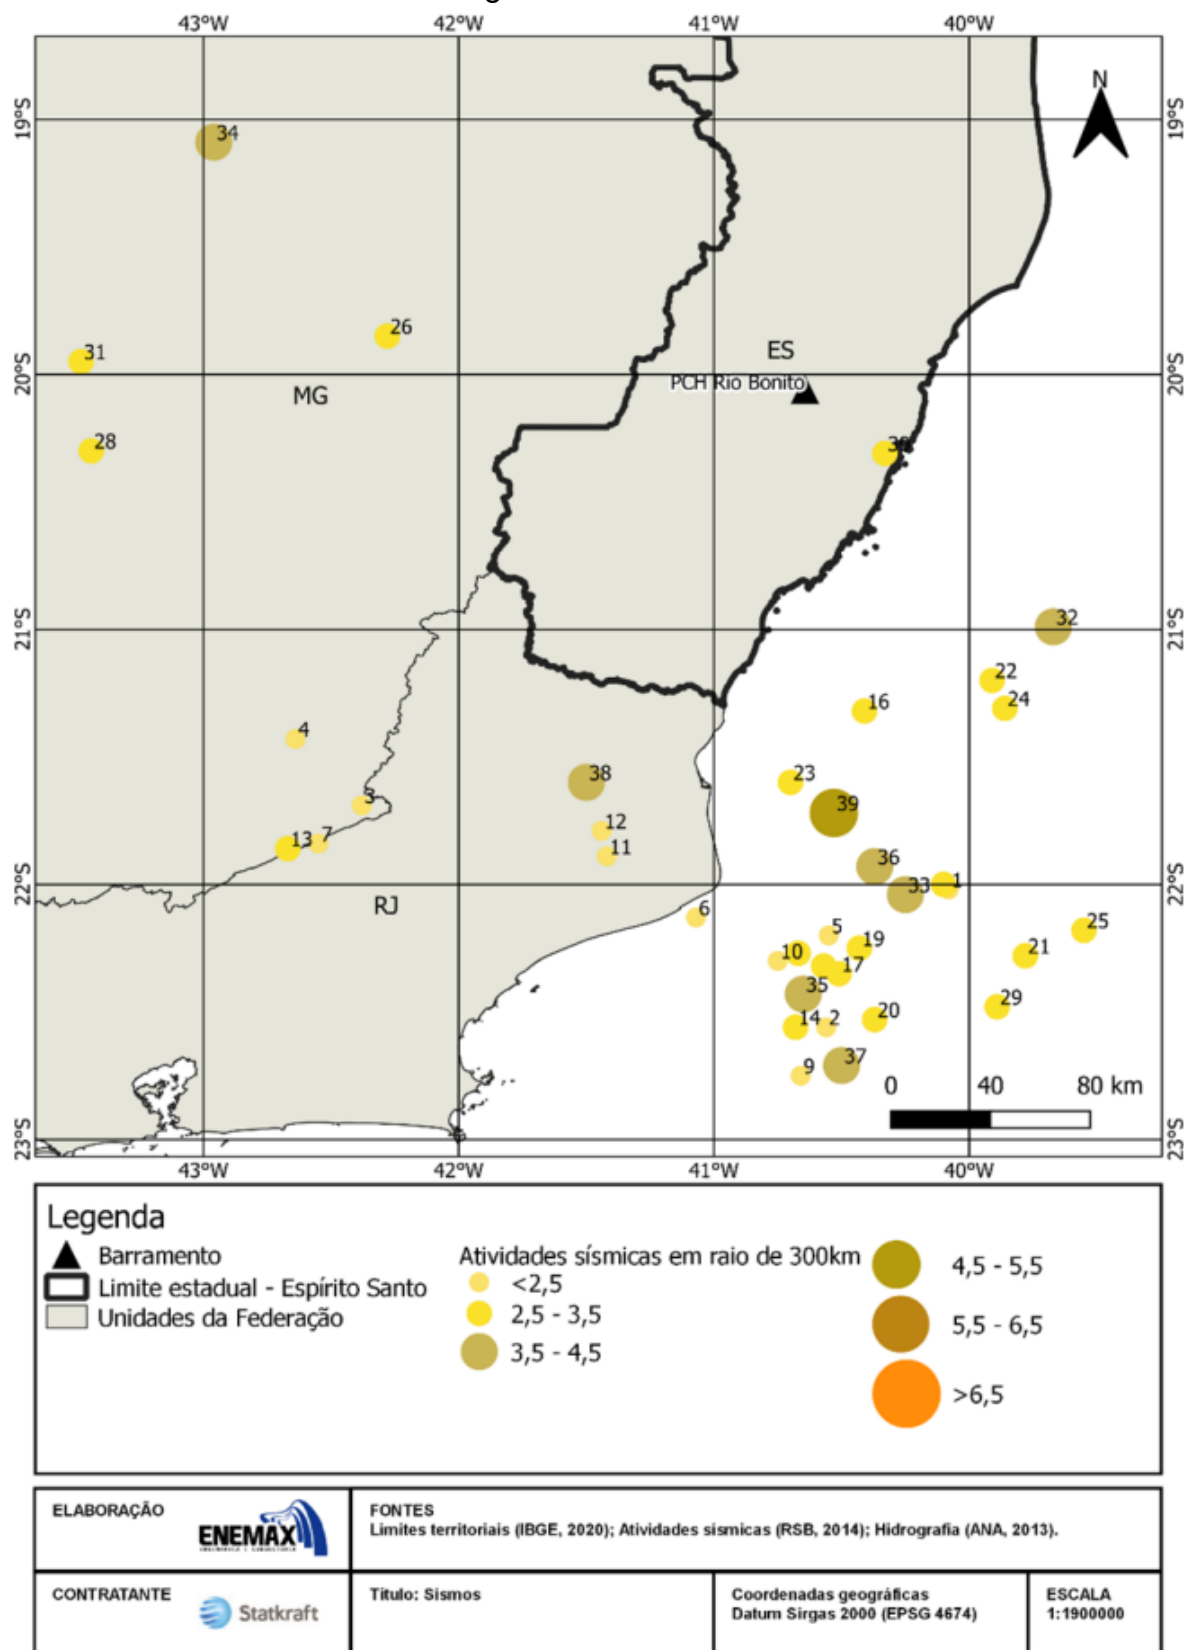 43°W 42°W 41°W 40°W
N
19°S 19°S
34
26
31
ES
20°S 20°S
PCH Rio Bonito
MG
28
21°S 21°S
32
22
24
16
4
38
23
39
3
12
13 7
11
36
22°S 22°S
33 1
RJ
6
5 25
10 19 21
17
35
29
14 2 20
37
9
0 40 80 km
23°S 23°S
43°W 42°W 41°W 40°W
Legenda
Barramento
Limite estadual - Espírito Santo
Unidades da Federação
Atividades sísmicas em raio de 300km
<2,5
2,5 - 3,5
3,5 - 4,5
4,5 - 5,5
5,5 - 6,5
>6,5
ELABORAÇÃO
ENEMAX
FONTES
Limites territoriais (IBGE, 2020); Atividades sísmicas (RSB, 2014); Hidrografia (ANA, 2013).
CONTRATANTE
Statkraft
Título: Sismos
Coordenadas geográficas
Datum Sirgas 2000 (EPSG 4674)
ESCALA
1:1900000